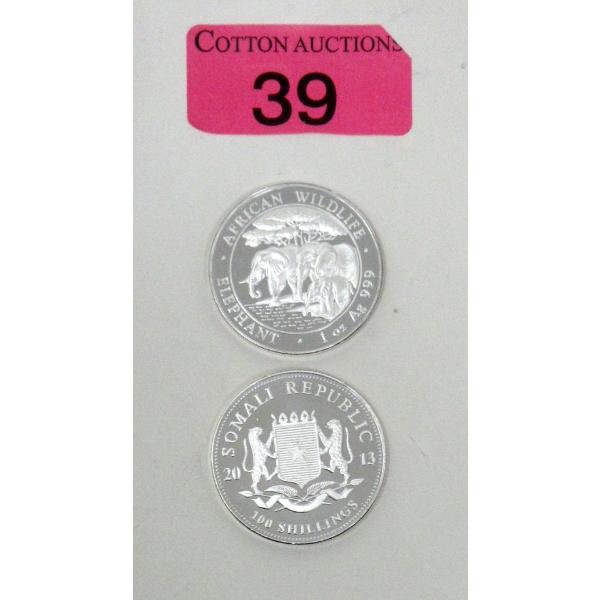 COTTON AUCTIONS
39
· AFRICAN WILDLIFE ·
ELEPHANT · 1 oz Ag 999
SOMALI REPUBLIC
20 13
100 SHILLINGS